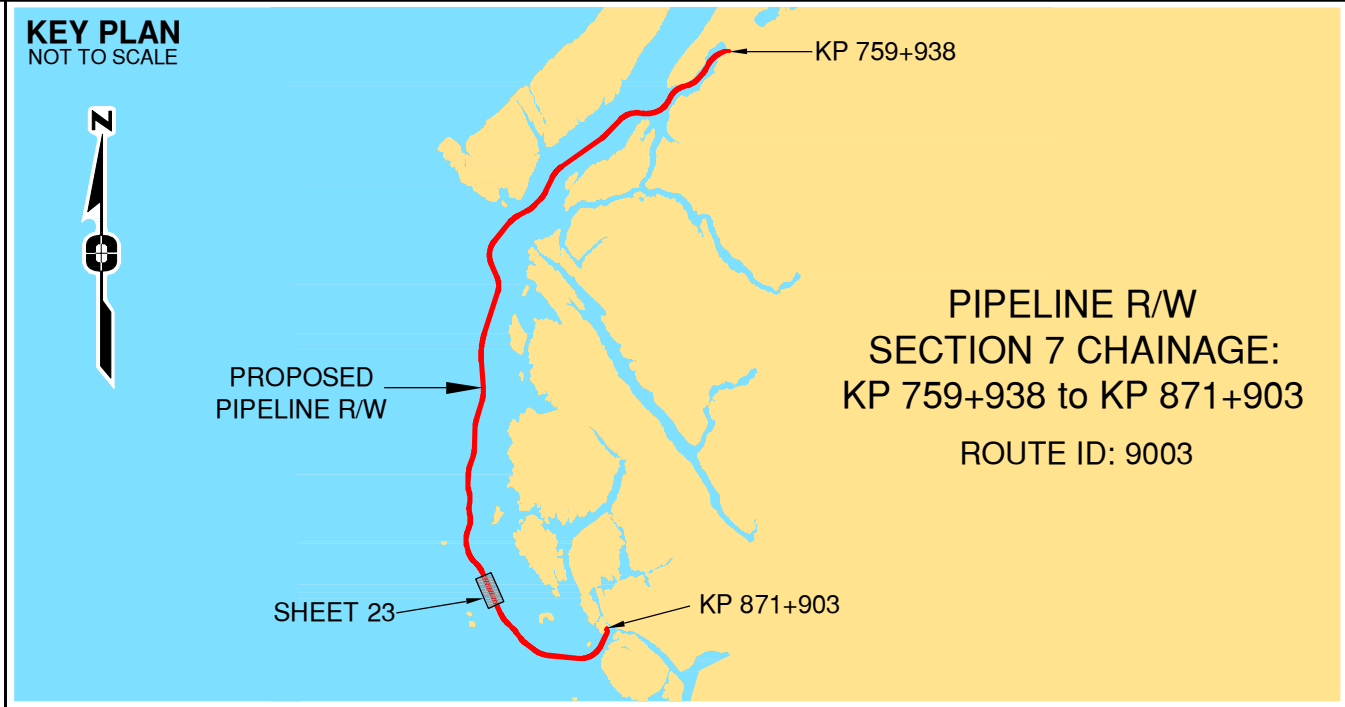 KEY PLAN
NOT TO SCALE
N
KP 759+938
PROPOSED
PIPELINE R/W
PIPELINE R/W
SECTION 7 CHAINAGE:
KP 759+938 to KP 871+903
ROUTE ID: 9003
SHEET 23
KP 871+903